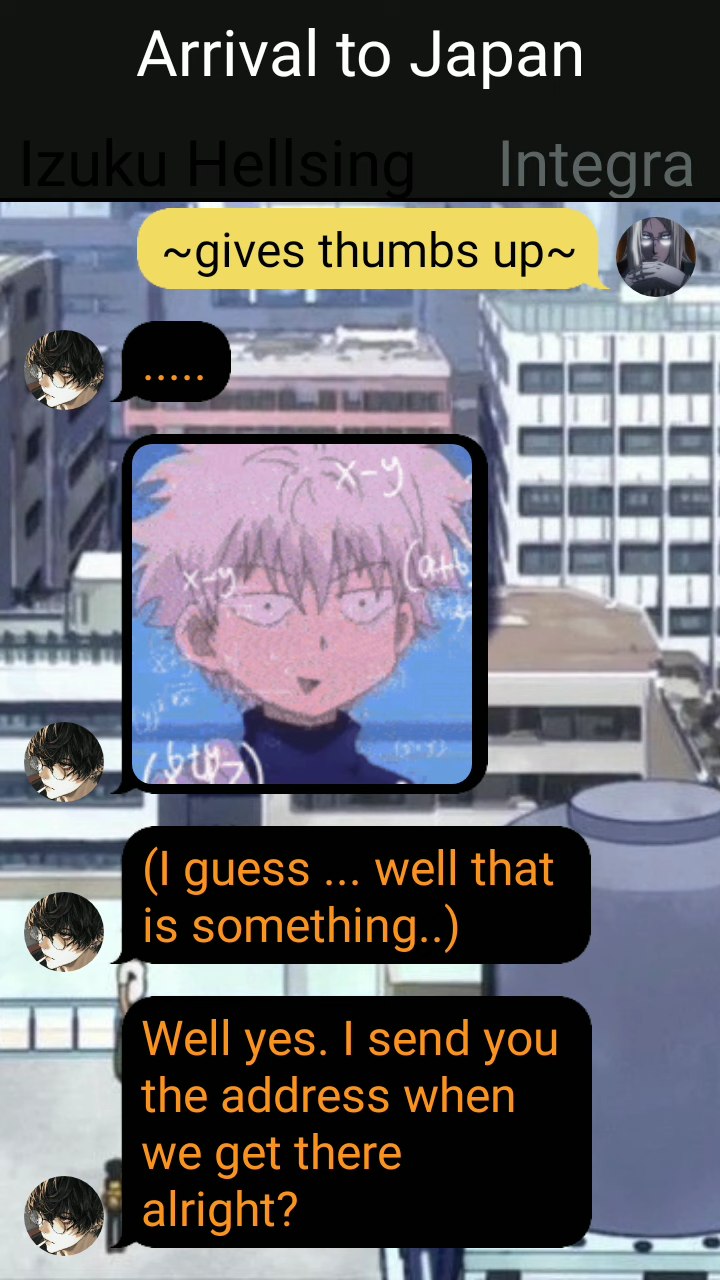 Arrival to Japan
Izuku Hellsing
Integra
~gives thumbs up~
.....
x-y
x-y
(a+b
(I guess ... well that
is something..)
Well yes. I send you
the address when
we get there
alright?